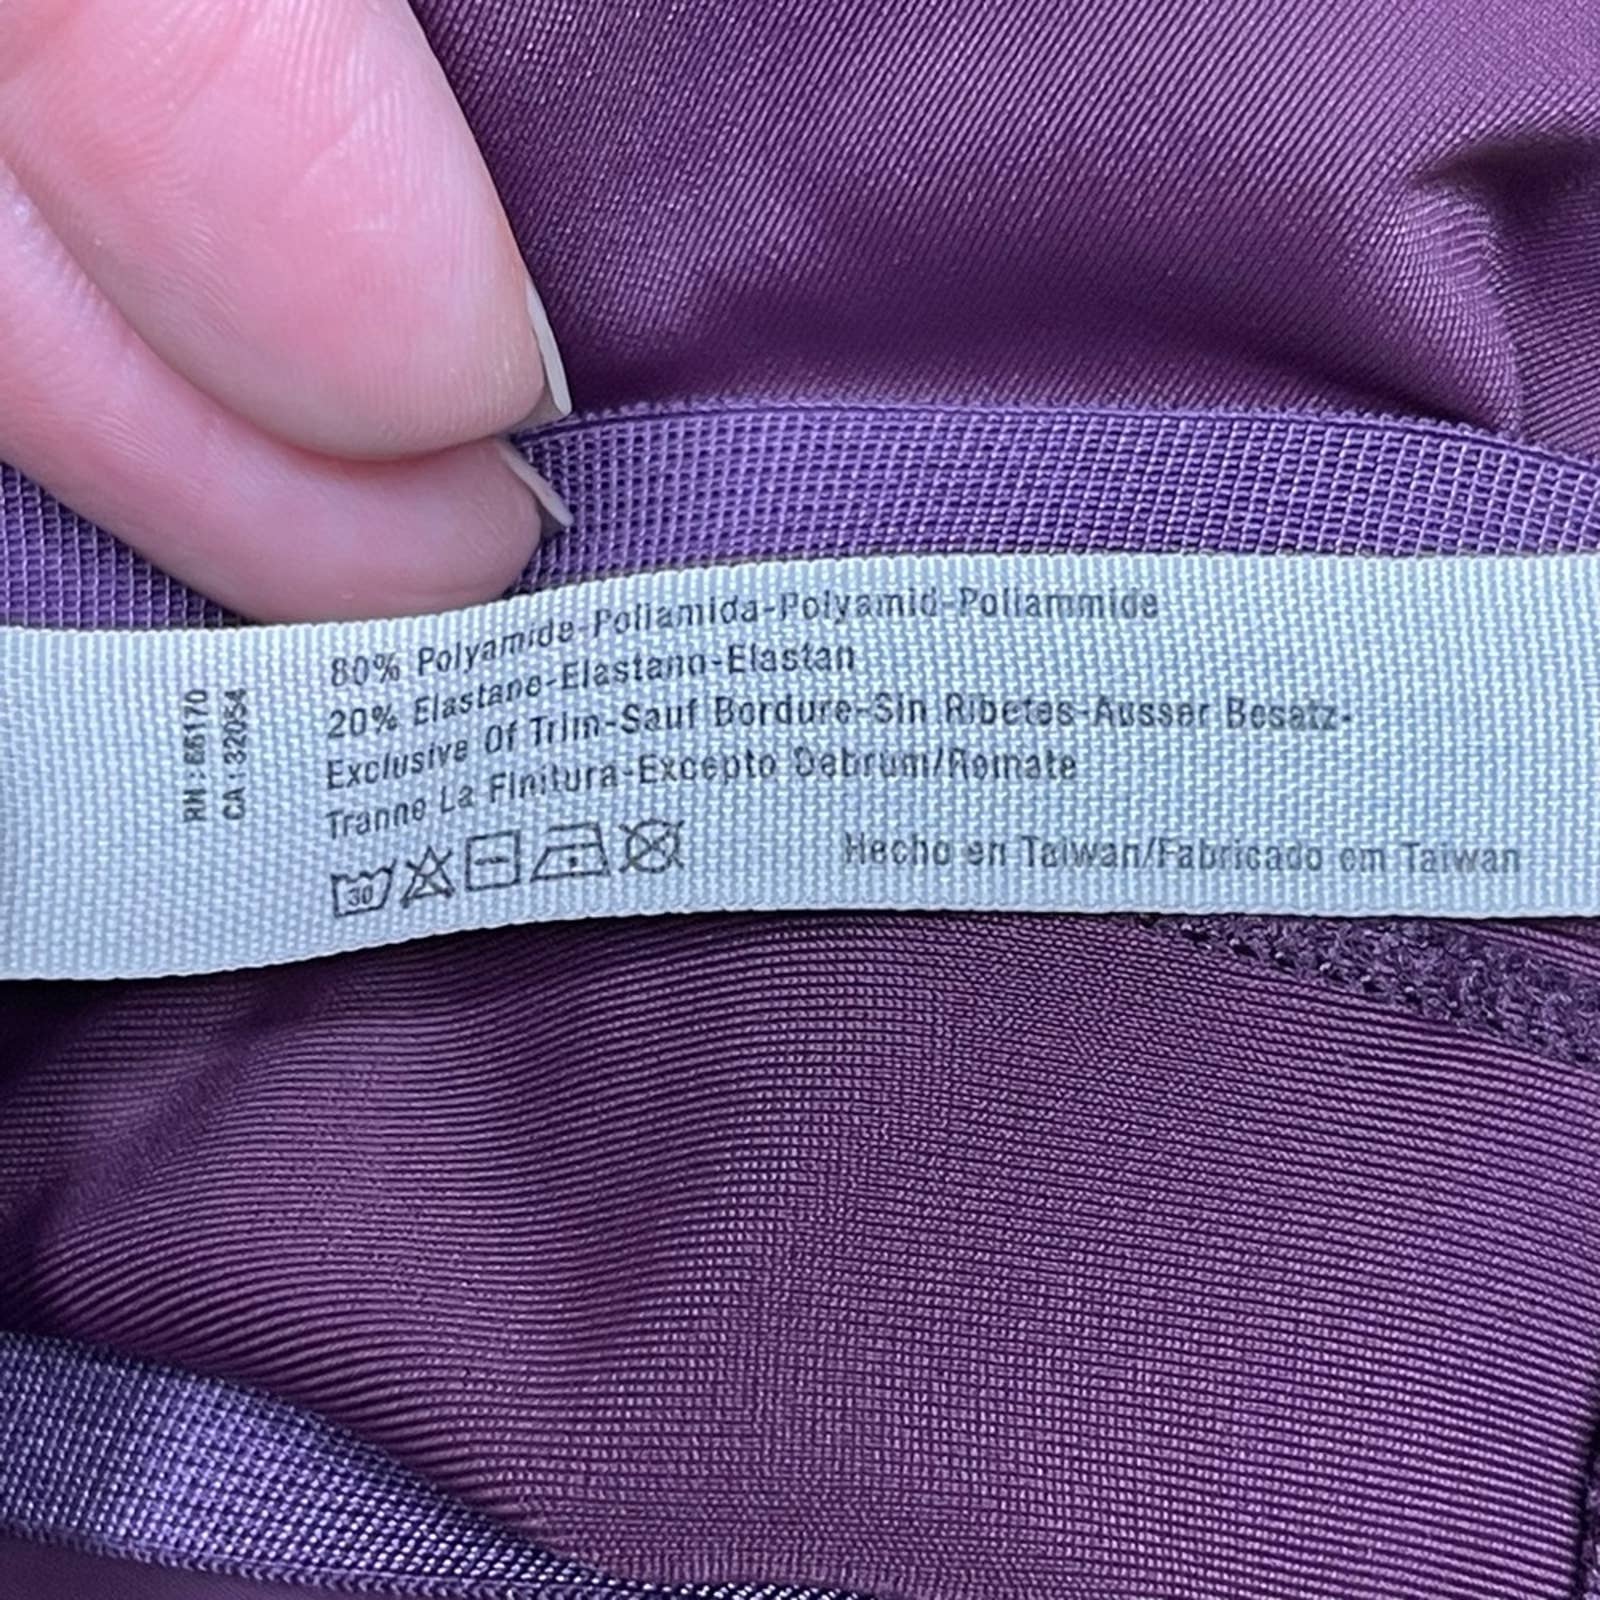 RN:66170
CA:32054
80% Polyamide-Poliamida-Polyamid-Poliammide
20% Elastane-Elastano-Elastan
Exclusive Of Trim-Sauf Bordure-Sin Ribetes-Ausser Besatz-
Tranne La Finitura-Excepto Debrum/Remate
30
Hecho en Taiwan/Fabricado em Taiwan